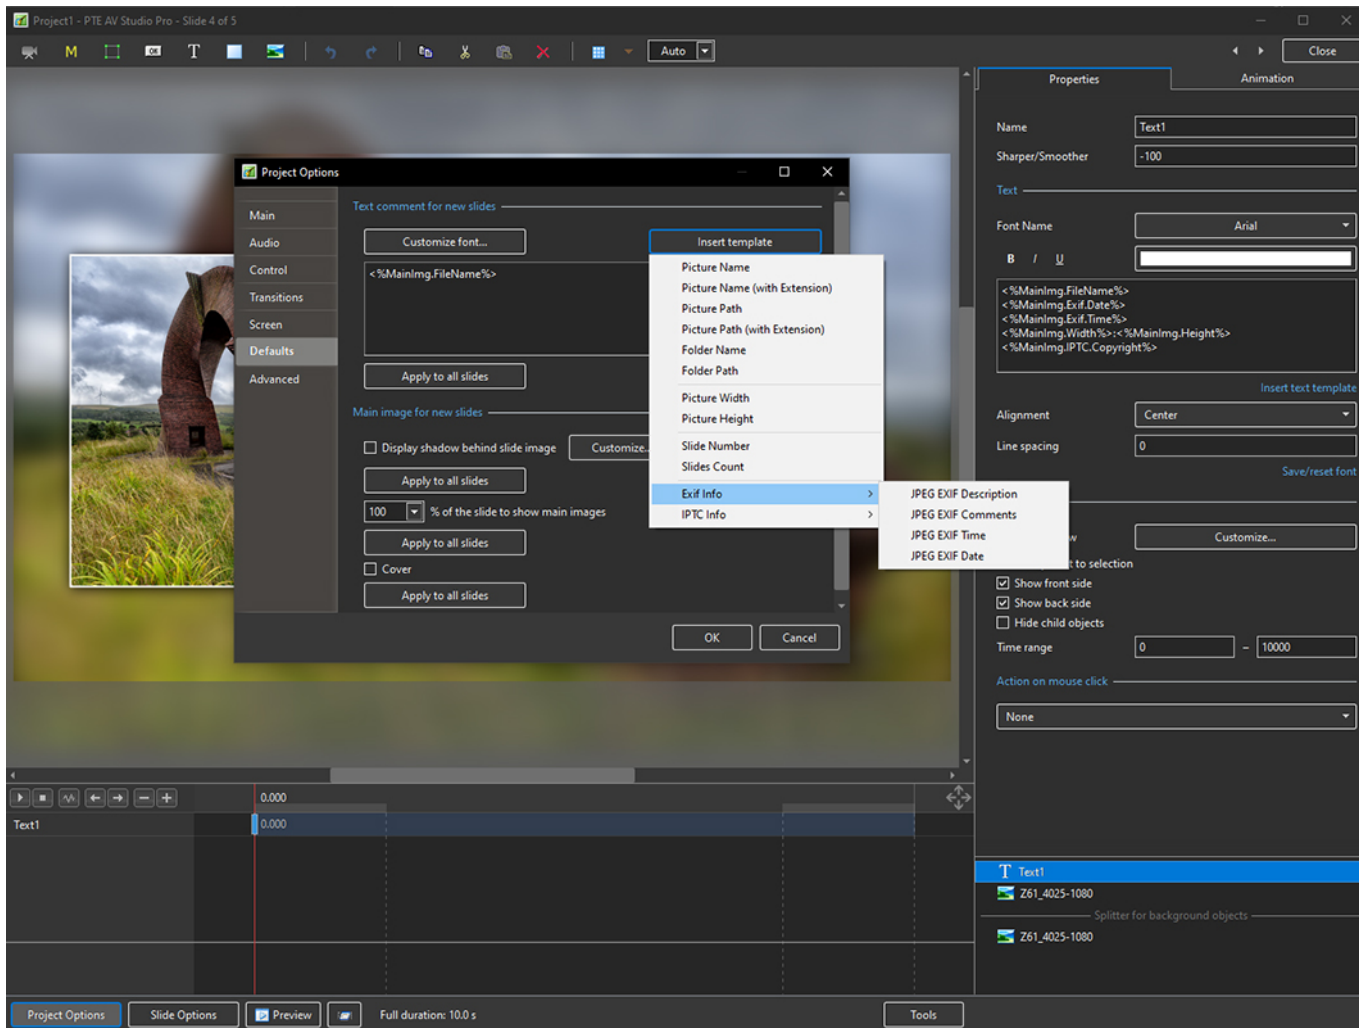 Project1 - PTE AV Studio Pro - Slide 4 of 5
M OK T Auto Close
Properties Animation
Name Text1
Sharper/Smoother -100
Text
Font Name Arial
B I U
<%MainImg.FileName%>
<%MainImg.Exif.Date%>
<%MainImg.Exif.Time%>
<%MainImg.Width%>:<%MainImg.Height%>
<%MainImg.IPTC.Copyright%>
Insert text template
Alignment Center
Line spacing 0
Save/reset font
w Customize...
t to selection
Show front side
Show back side
Hide child objects
Time range 0 – 10000
Action on mouse click
None
Project Options
Main
Audio
Control
Transitions
Screen
Defaults
Advanced
Text comment for new slides
Customize font... Insert template
<%MainImg.FileName%>
Apply to all slides
Main image for new slides
Display shadow behind slide image Customize..
Apply to all slides
100 % of the slide to show main images
Apply to all slides
Cover
Apply to all slides
OK Cancel
Picture Name
Picture Name (with Extension)
Picture Path
Picture Path (with Extension)
Folder Name
Folder Path
Picture Width
Picture Height
Slide Number
Slides Count
Exif Info
IPTC Info
JPEG EXIF Description
JPEG EXIF Comments
JPEG EXIF Time
JPEG EXIF Date
0.000
Text1 0.000
T Text1
Z61_4025-1080
Splitter for background objects
Z61_4025-1080
Project Options Slide Options Preview Full duration: 10.0 s Tools